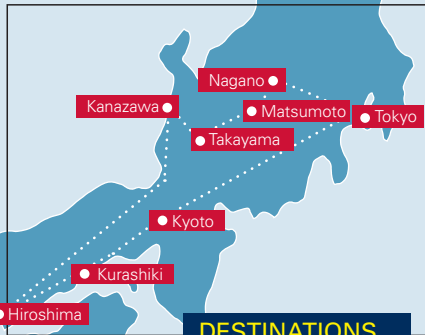 Nagano
Kanazawa
Matsumoto
Tokyo
Takayama
Kyoto
Kurashiki
Hiroshima
DESTINATIONS